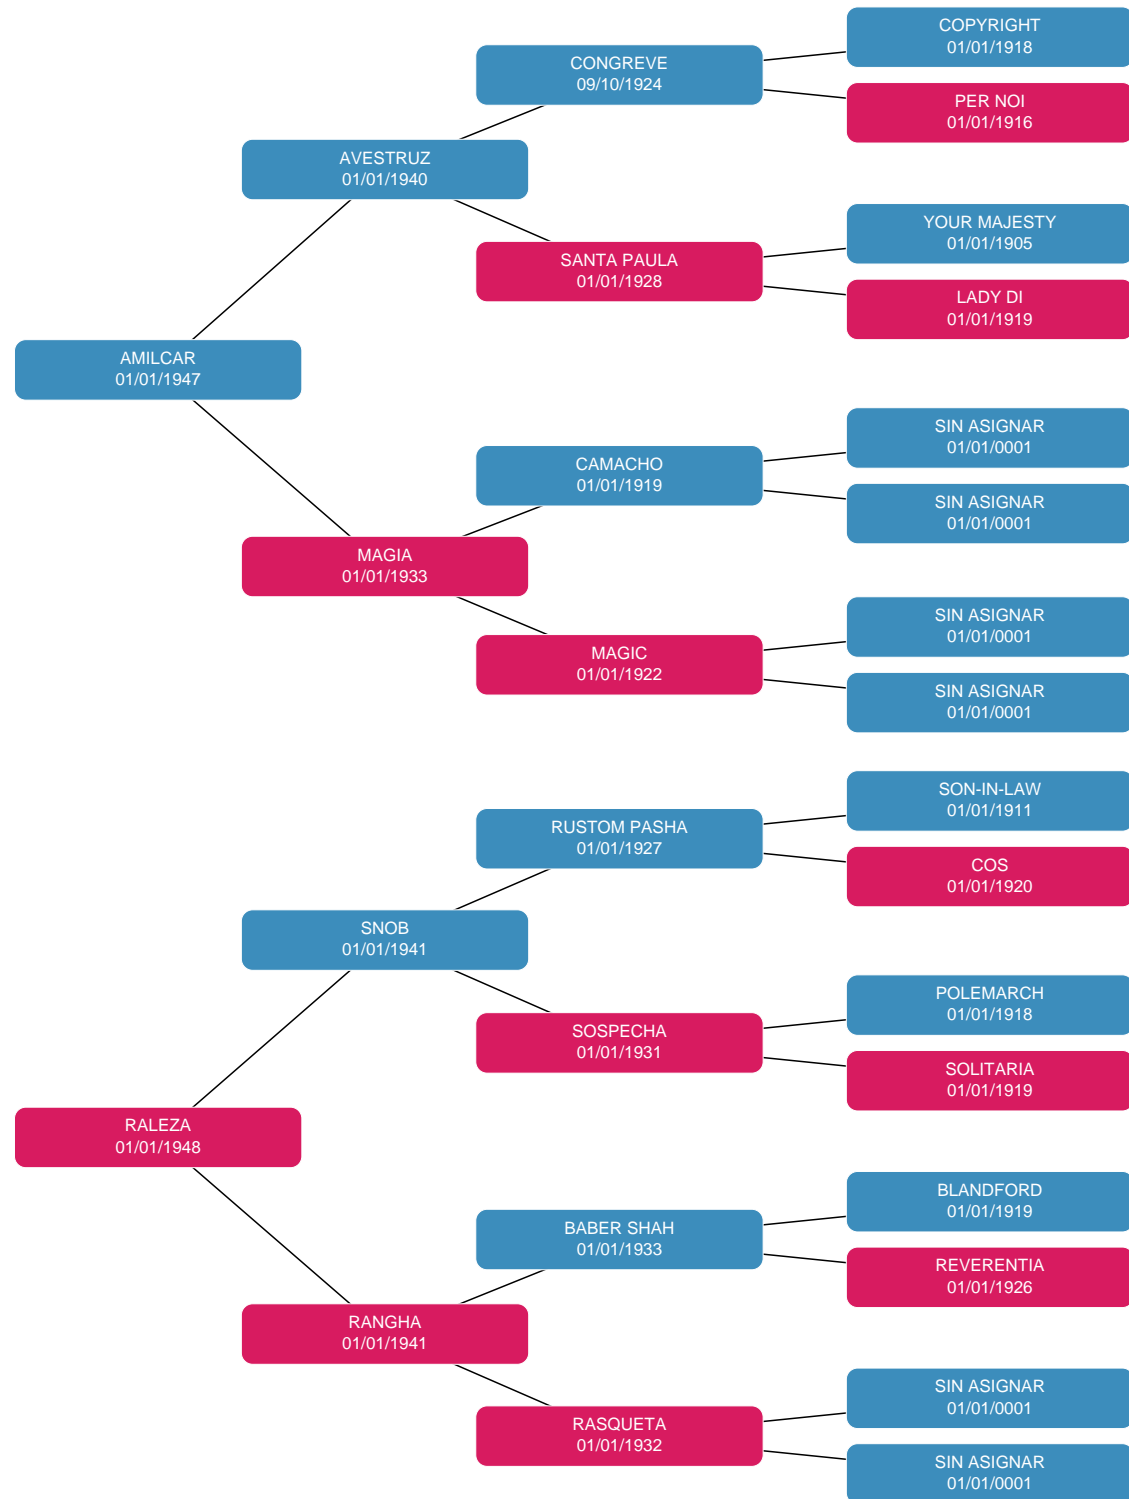 COPYRIGHT
01/01/1918
CONGREVE
09/10/1924
PER NOI
01/01/1916
AVESTRUZ
01/01/1940
YOUR MAJESTY
01/01/1905
SANTA PAULA
01/01/1928
LADY DI
01/01/1919
AMILCAR
01/01/1947
SIN ASIGNAR
01/01/0001
CAMACHO
01/01/1919
SIN ASIGNAR
01/01/0001
MAGIA
01/01/1933
SIN ASIGNAR
01/01/0001
MAGIC
01/01/1922
SIN ASIGNAR
01/01/0001
SON-IN-LAW
01/01/1911
RUSTOM PASHA
01/01/1927
COS
01/01/1920
SNOB
01/01/1941
POLEMARCH
01/01/1918
SOSPECHA
01/01/1931
SOLITARIA
01/01/1919
RALEZA
01/01/1948
BLANDFORD
01/01/1919
BABER SHAH
01/01/1933
REVERENTIA
01/01/1926
RANGHA
01/01/1941
SIN ASIGNAR
01/01/0001
RASQUETA
01/01/1932
SIN ASIGNAR
01/01/0001